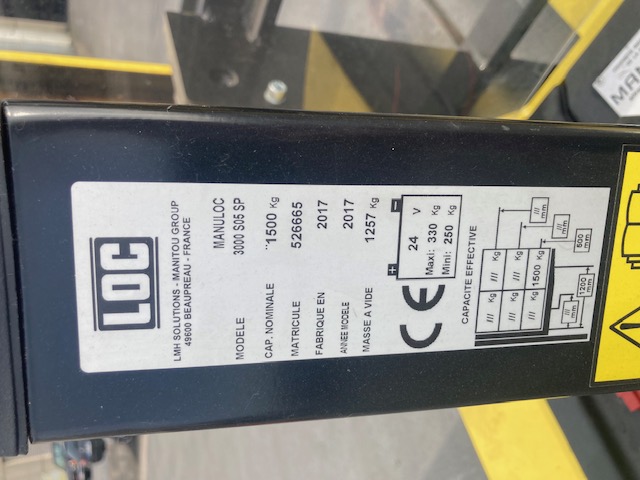 LOC
LMH SOLUTIONS - MANITOU GROUP
49600 BEAUPREAU - FRANCE
MODELE MANULOC
3000 S05 SP
CAP. NOMINALE 1500 Kg
MATRICULE 526665
FABRIQUE EN 2017
ANNEE MODELE 2017
MASSE A VIDE 1257 Kg
+ -
24 V
Maxi: 330 Kg
Mini: 250 Kg
CE
CAPACITE EFFECTIVE
/// Kg /// Kg /// mm
/// Kg /// Kg /// mm
/// Kg /// Kg 1500 Kg 600 mm
1200 mm
/// mm